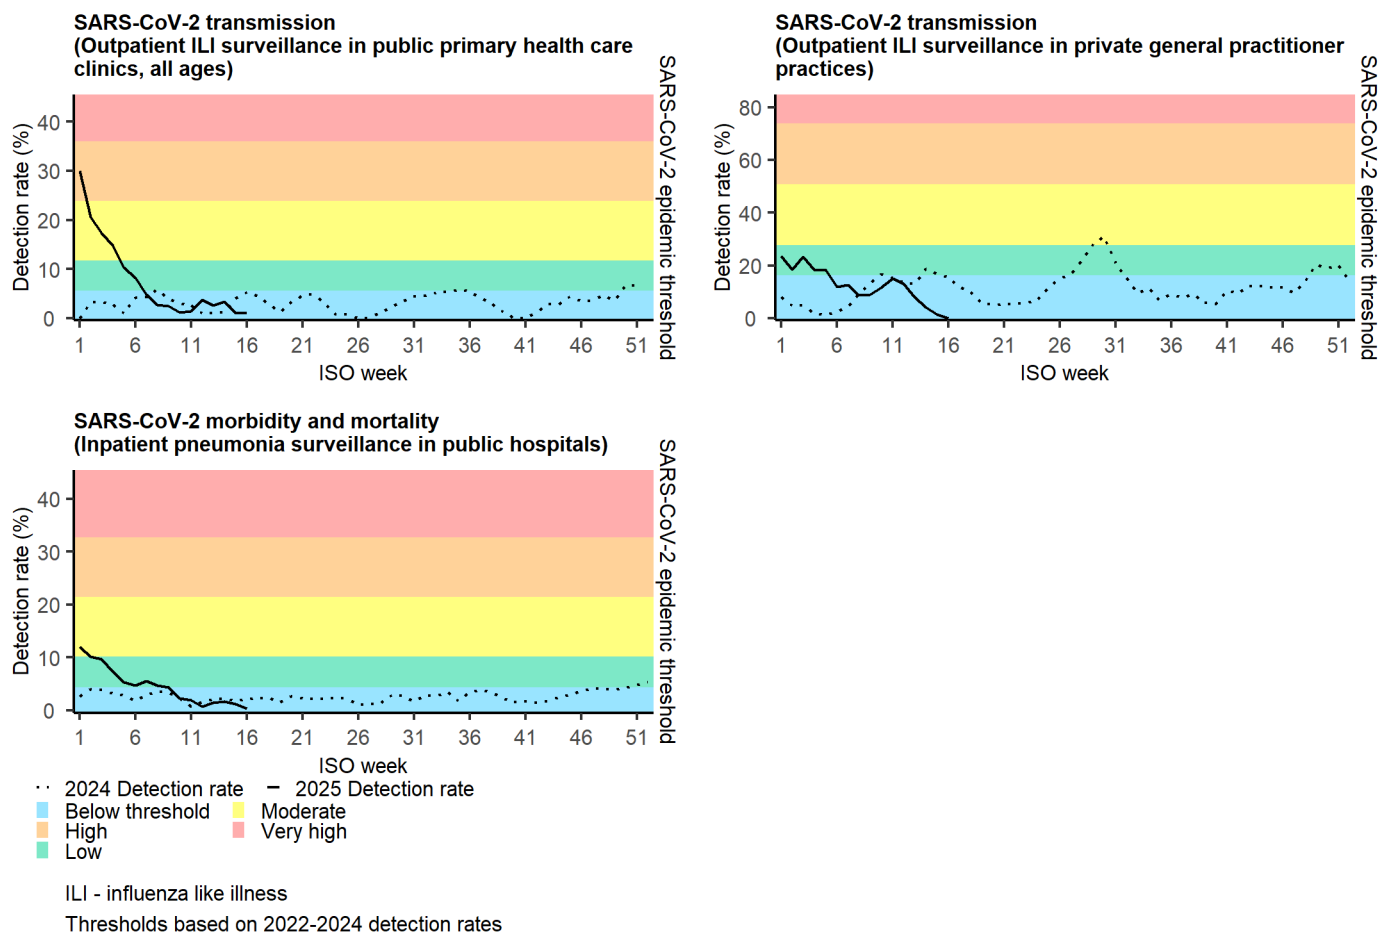 SARS-CoV-2 transmission
(Outpatient ILI surveillance in public primary health care
clinics, all ages)
Detection rate (%)
40
30
20
10
0
1 6 11 16 21 26 31 36 41 46 51
ISO week
SARS-CoV-2 epidemic threshold
SARS-CoV-2 transmission
(Outpatient ILI surveillance in private general practitioner
practices)
Detection rate (%)
80
60
40
20
0
1 6 11 16 21 26 31 36 41 46 51
ISO week
SARS-CoV-2 epidemic threshold
SARS-CoV-2 morbidity and mortality
(Inpatient pneumonia surveillance in public hospitals)
Detection rate (%)
40
30
20
10
0
1 6 11 16 21 26 31 36 41 46 51
ISO week
SARS-CoV-2 epidemic threshold
2024 Detection rate 2025 Detection rate
Below threshold Moderate
High Very high
Low
ILI - influenza like illness
Thresholds based on 2022-2024 detection rates